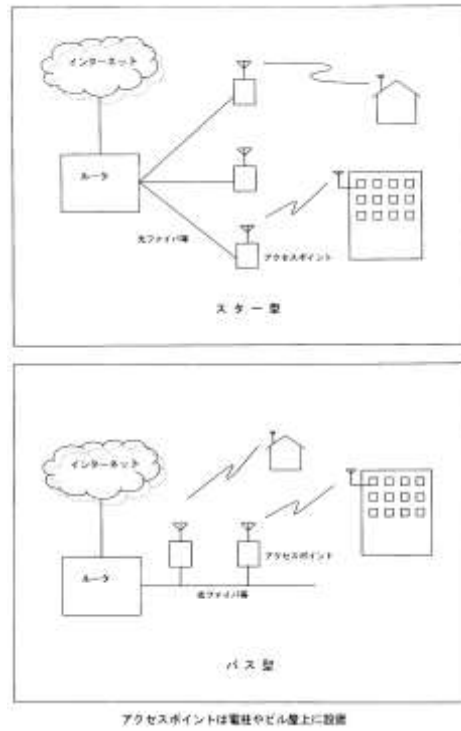 インターネット
ルータ
光ファイバ等
アクセスポイント
スター型
インターネット
アクセスポイント
ルータ
光ファイバ等
バス型
アクセスポイントは電柱やビル屋上に設置